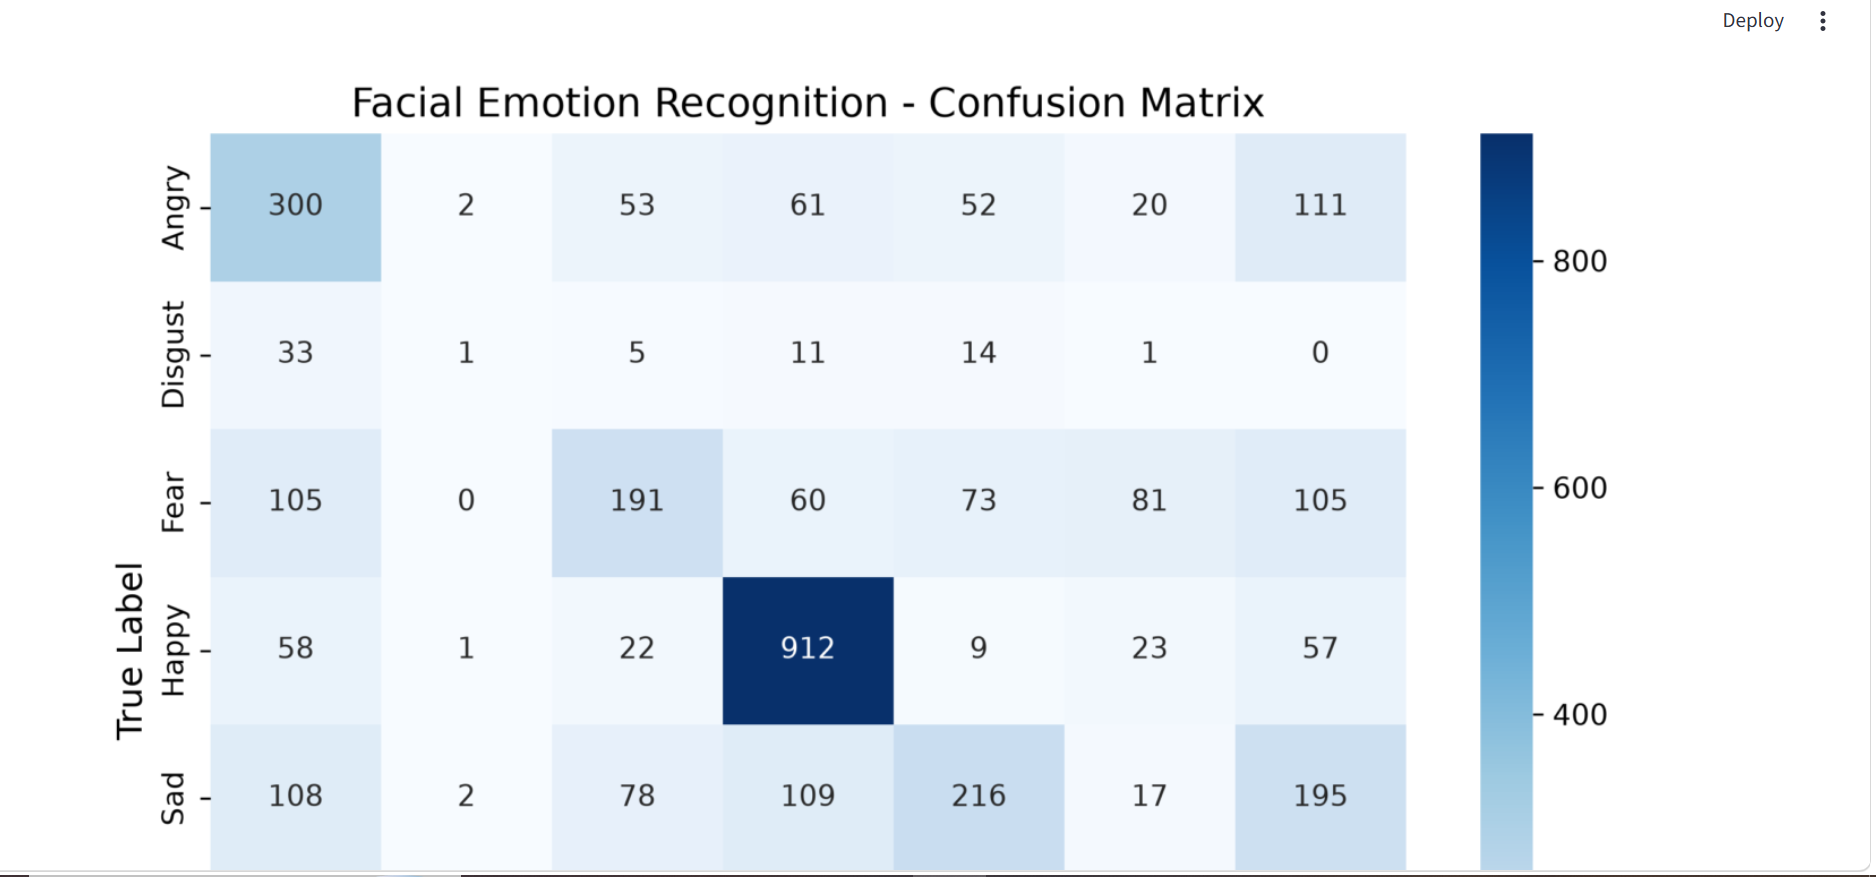 Deploy
Facial Emotion Recognition - Confusion Matrix
True Label
Angry 300 2 53 61 52 20 111
Disgust 33 1 5 11 14 1 0
Fear 105 0 191 60 73 81 105
Happy 58 1 22 912 9 23 57
Sad 108 2 78 109 216 17 195
800
600
400